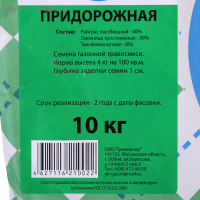 ПРИДОРОЖНАЯ
Состав: Райграс пастбищный - 40%
Овсяница тростниковая - 30%
Тимофеевка луговая - 30%
Семена газонной травосмеси.
Норма высева 4 кг на 100 кв.м.
Глубина заделки семян 1 см.
Срок реализации - 2 года с даты фасовки.
10 кг
4 627116 210022